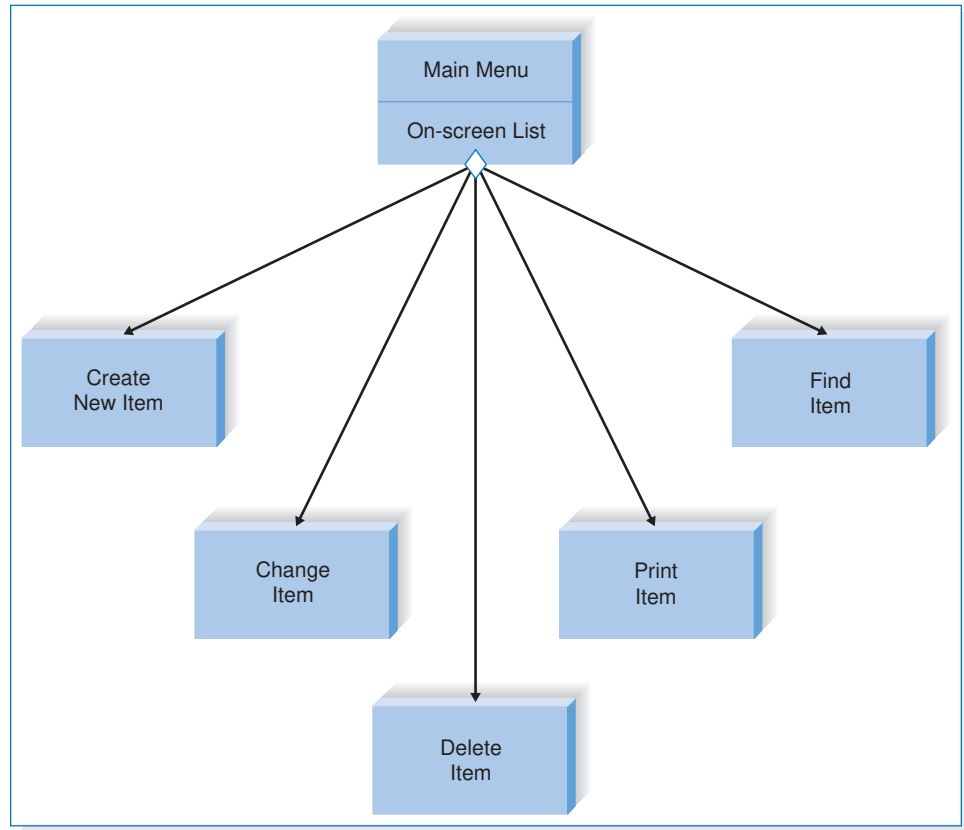 Main Menu
On-screen List
Create
New Item
Find
Item
Change
Item
Print
Item
Delete
Item